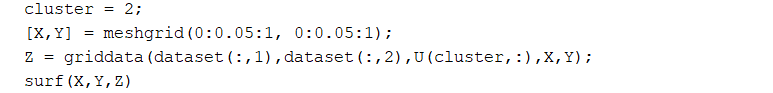 cluster = 2;
[X,Y] = meshgrid(0:0.05:1, 0:0.05:1);
Z = griddata(dataset(:,1),dataset(:,2),U(cluster,:),X,Y);
surf(X,Y,Z)